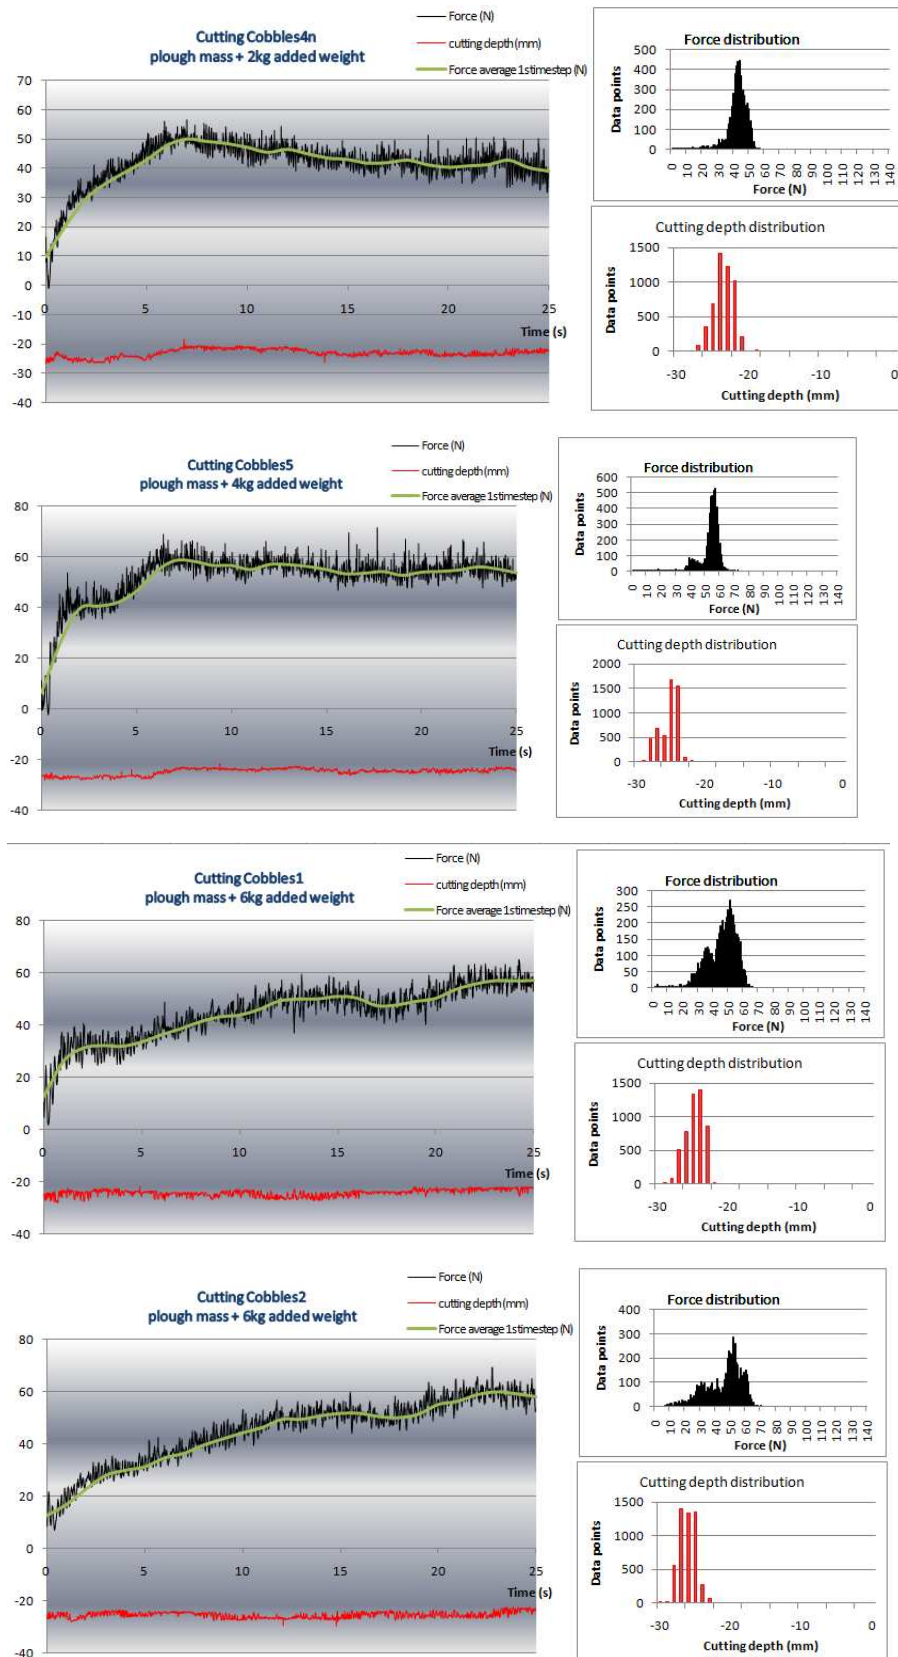 Cutting Cobbles4n
plough mass + 2kg added weight
Force (N)
cutting depth (mm)
Force average 1stimestep (N)
70
60
50
40
30
20
10
0
-10
-20
-30
-40
0 5 10 15 20 25
Time (s)
Force distribution
Data points
500
400
300
200
100
0
0 10 20 30 40 50 60 70 80 90 100 110 120 130 140
Force (N)
Cutting depth distribution
Data points
1500
1000
500
0
-30 -20 -10 0
Cutting depth (mm)
Cutting Cobbles5
plough mass + 4kg added weight
Force (N)
cutting depth (mm)
Force average 1stimestep (N)
80
60
40
20
0
-20
-40
0 5 10 15 20 25
Time (s)
Force distribution
Data points
600
500
400
300
200
100
0
0 10 20 30 40 50 60 70 80 90 100 110 120 130 140
Force (N)
Cutting depth distribution
Data points
2000
1500
1000
500
0
-30 -20 -10 0
Cutting depth (mm)
Cutting Cobbles1
plough mass + 6kg added weight
Force (N)
cutting depth (mm)
Force average 1stimestep (N)
80
60
40
20
0
-20
-40
0 5 10 15 20 25
Time (s)
Force distribution
Data points
300
250
200
150
100
50
0
0 10 20 30 40 50 60 70 80 90 100 110 120 130 140
Force (N)
Cutting depth distribution
Data points
1500
1000
500
0
-30 -20 -10 0
Cutting depth (mm)
Cutting Cobbles2
plough mass + 6kg added weight
Force (N)
cutting depth (mm)
Force average 1stimestep (N)
80
60
40
20
0
-20
-40
0 5 10 15 20 25
Time (s)
Force distribution
Data points
400
300
200
100
0
0 10 20 30 40 50 60 70 80 90 100 110 120 130 140
Force (N)
Cutting depth distribution
Data points
1500
1000
500
0
-30 -20 -10 0
Cutting depth (mm)